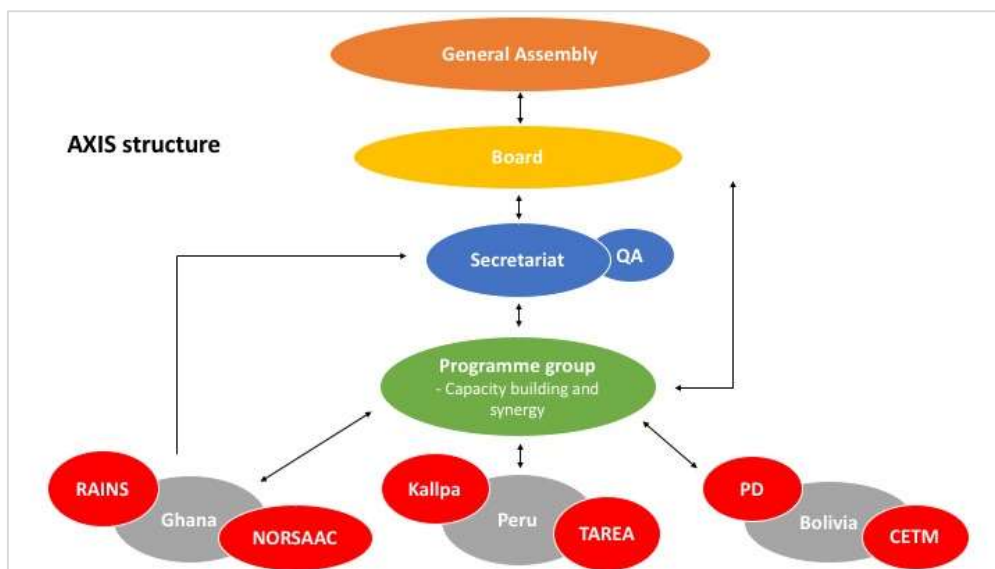 General Assembly
AXIS structure
Board
Secretariat
QA
Programme group
- Capacity building and
synergy
RAINS
Ghana
NORSAAC
Kallpa
Peru
TAREA
PD
Bolivia
CETM